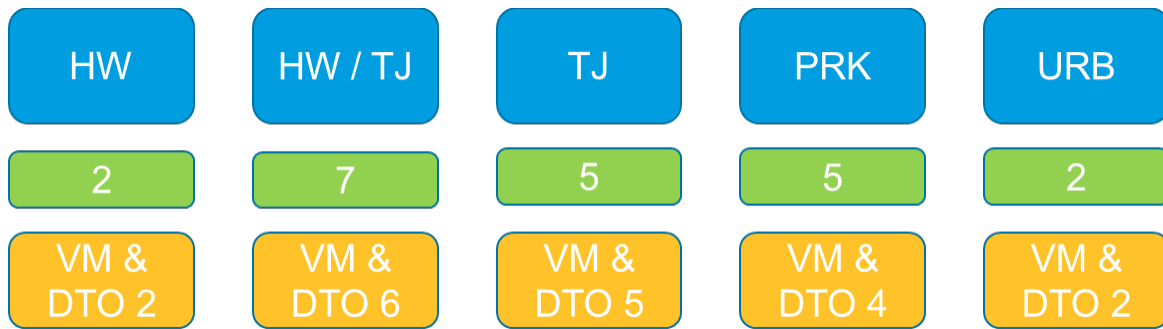 HW
HW / TJ
TJ
PRK
URB
2
7
5
5
2
VM &
DTO 2
VM &
DTO 6
VM &
DTO 5
VM &
DTO 4
VM &
DTO 2